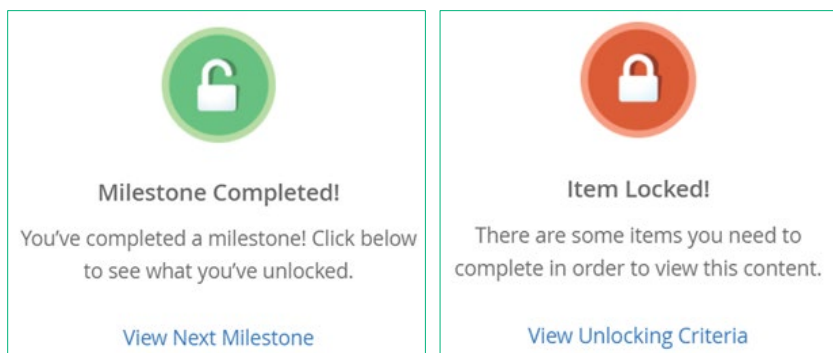 Milestone Completed!
You've completed a milestone! Click below
to see what you've unlocked.
View Next Milestone
Item Locked!
There are some items you need to
complete in order to view this content.
View Unlocking Criteria